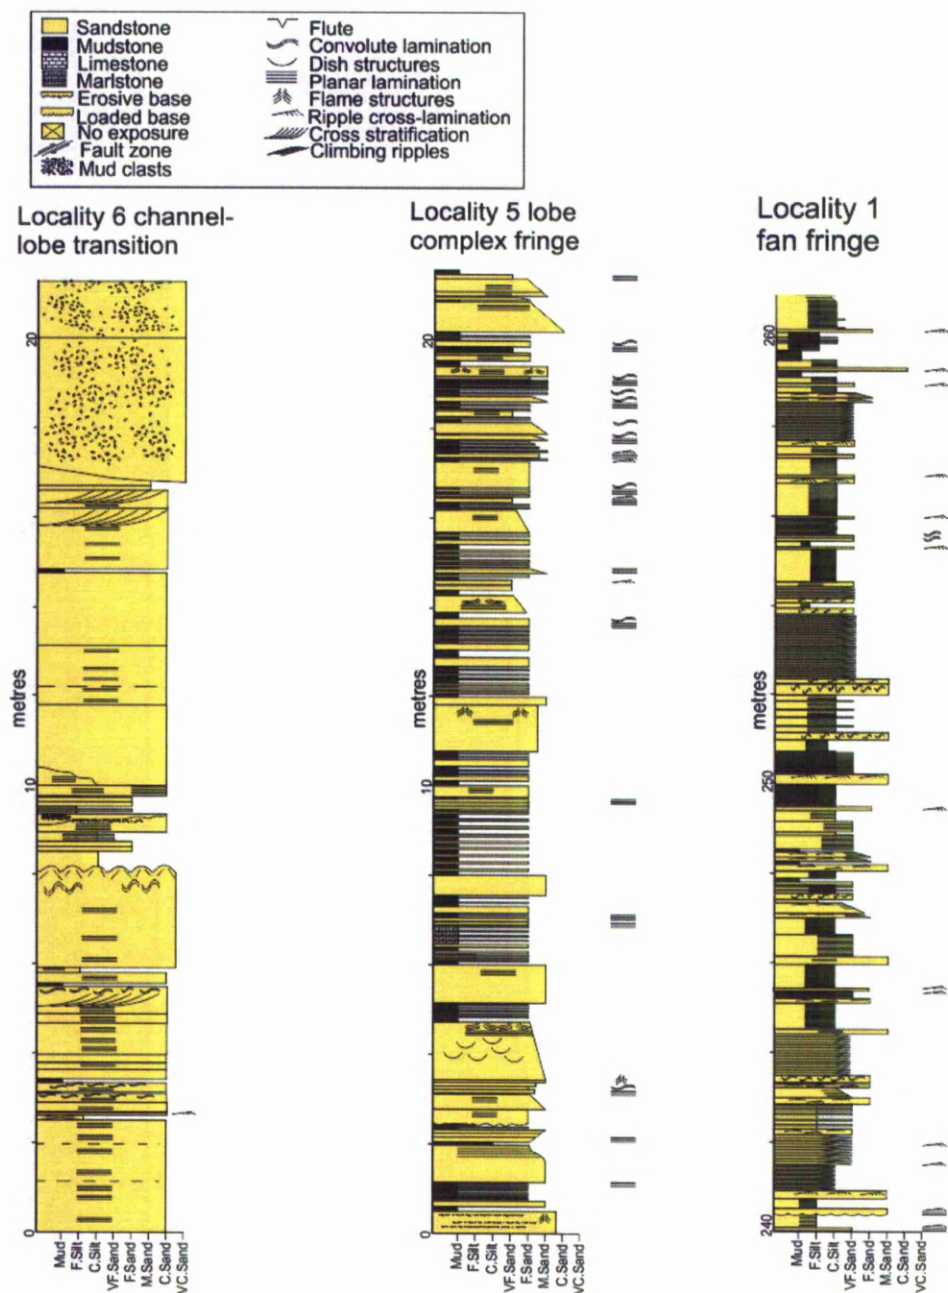 Sandstone
Mudstone
Limestone
Marlstone
Erosive base
Loaded base
No exposure
Fault zone
Mud clasts
Flute
Convolute lamination
Dish structures
Planar lamination
Flame structures
Ripple cross-lamination
Cross stratification
Climbing ripples
Locality 6 channel-
lobe transition
20
metres
10
0
Mud
F.Silt
C.Silt
VF.Sand
F.Sand
M.Sand
C.Sand
VC.Sand
Locality 5 lobe
complex fringe
20
metres
10
0
Mud
F.Silt
C.Silt
VF.Sand
F.Sand
M.Sand
C.Sand
VC.Sand
Locality 1
fan fringe
260
metres
250
240
Mud
F.Silt
C.Silt
VF.Sand
F.Sand
M.Sand
C.Sand
VC.Sand